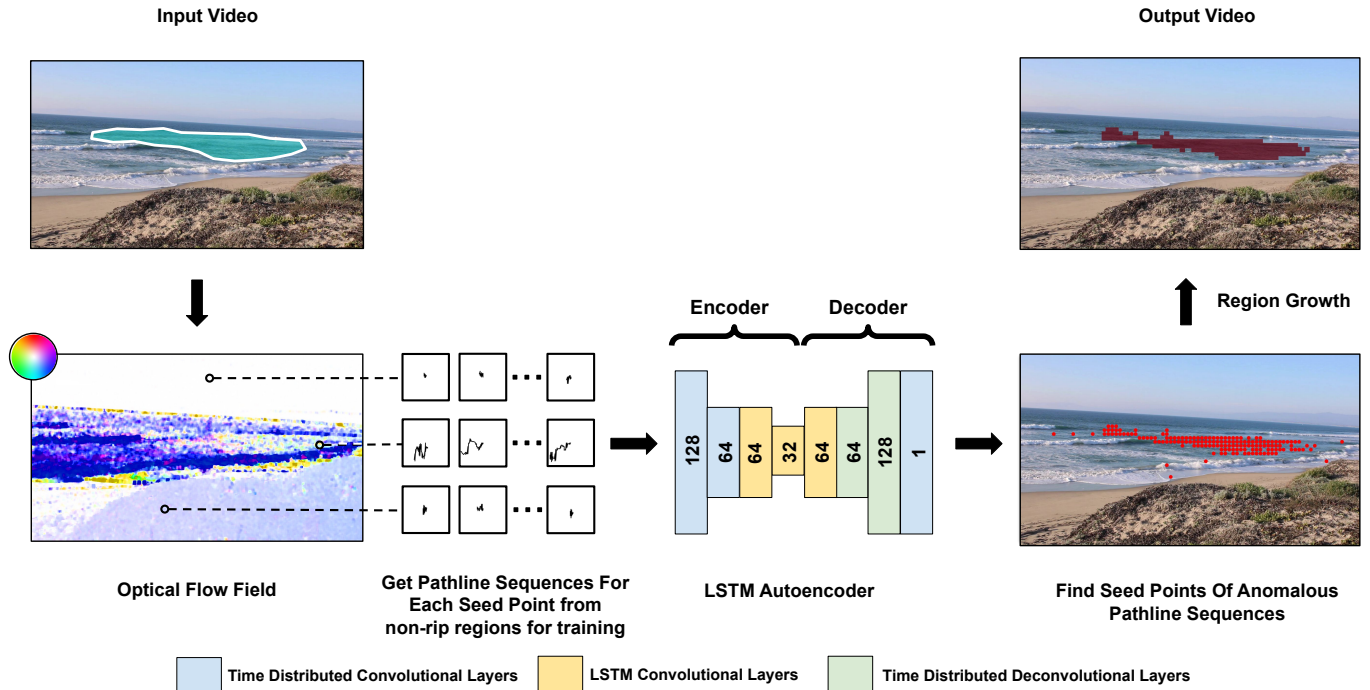 Input Video
Output Video
Encoder
Decoder
Region Growth
128
64
64
32
64
64
128
1
Optical Flow Field
Get Pathline Sequences For
Each Seed Point from
non-rip regions for training
LSTM Autoencoder
Find Seed Points Of Anomalous
Pathline Sequences
Time Distributed Convolutional Layers
LSTM Convolutional Layers
Time Distributed Deconvolutional Layers